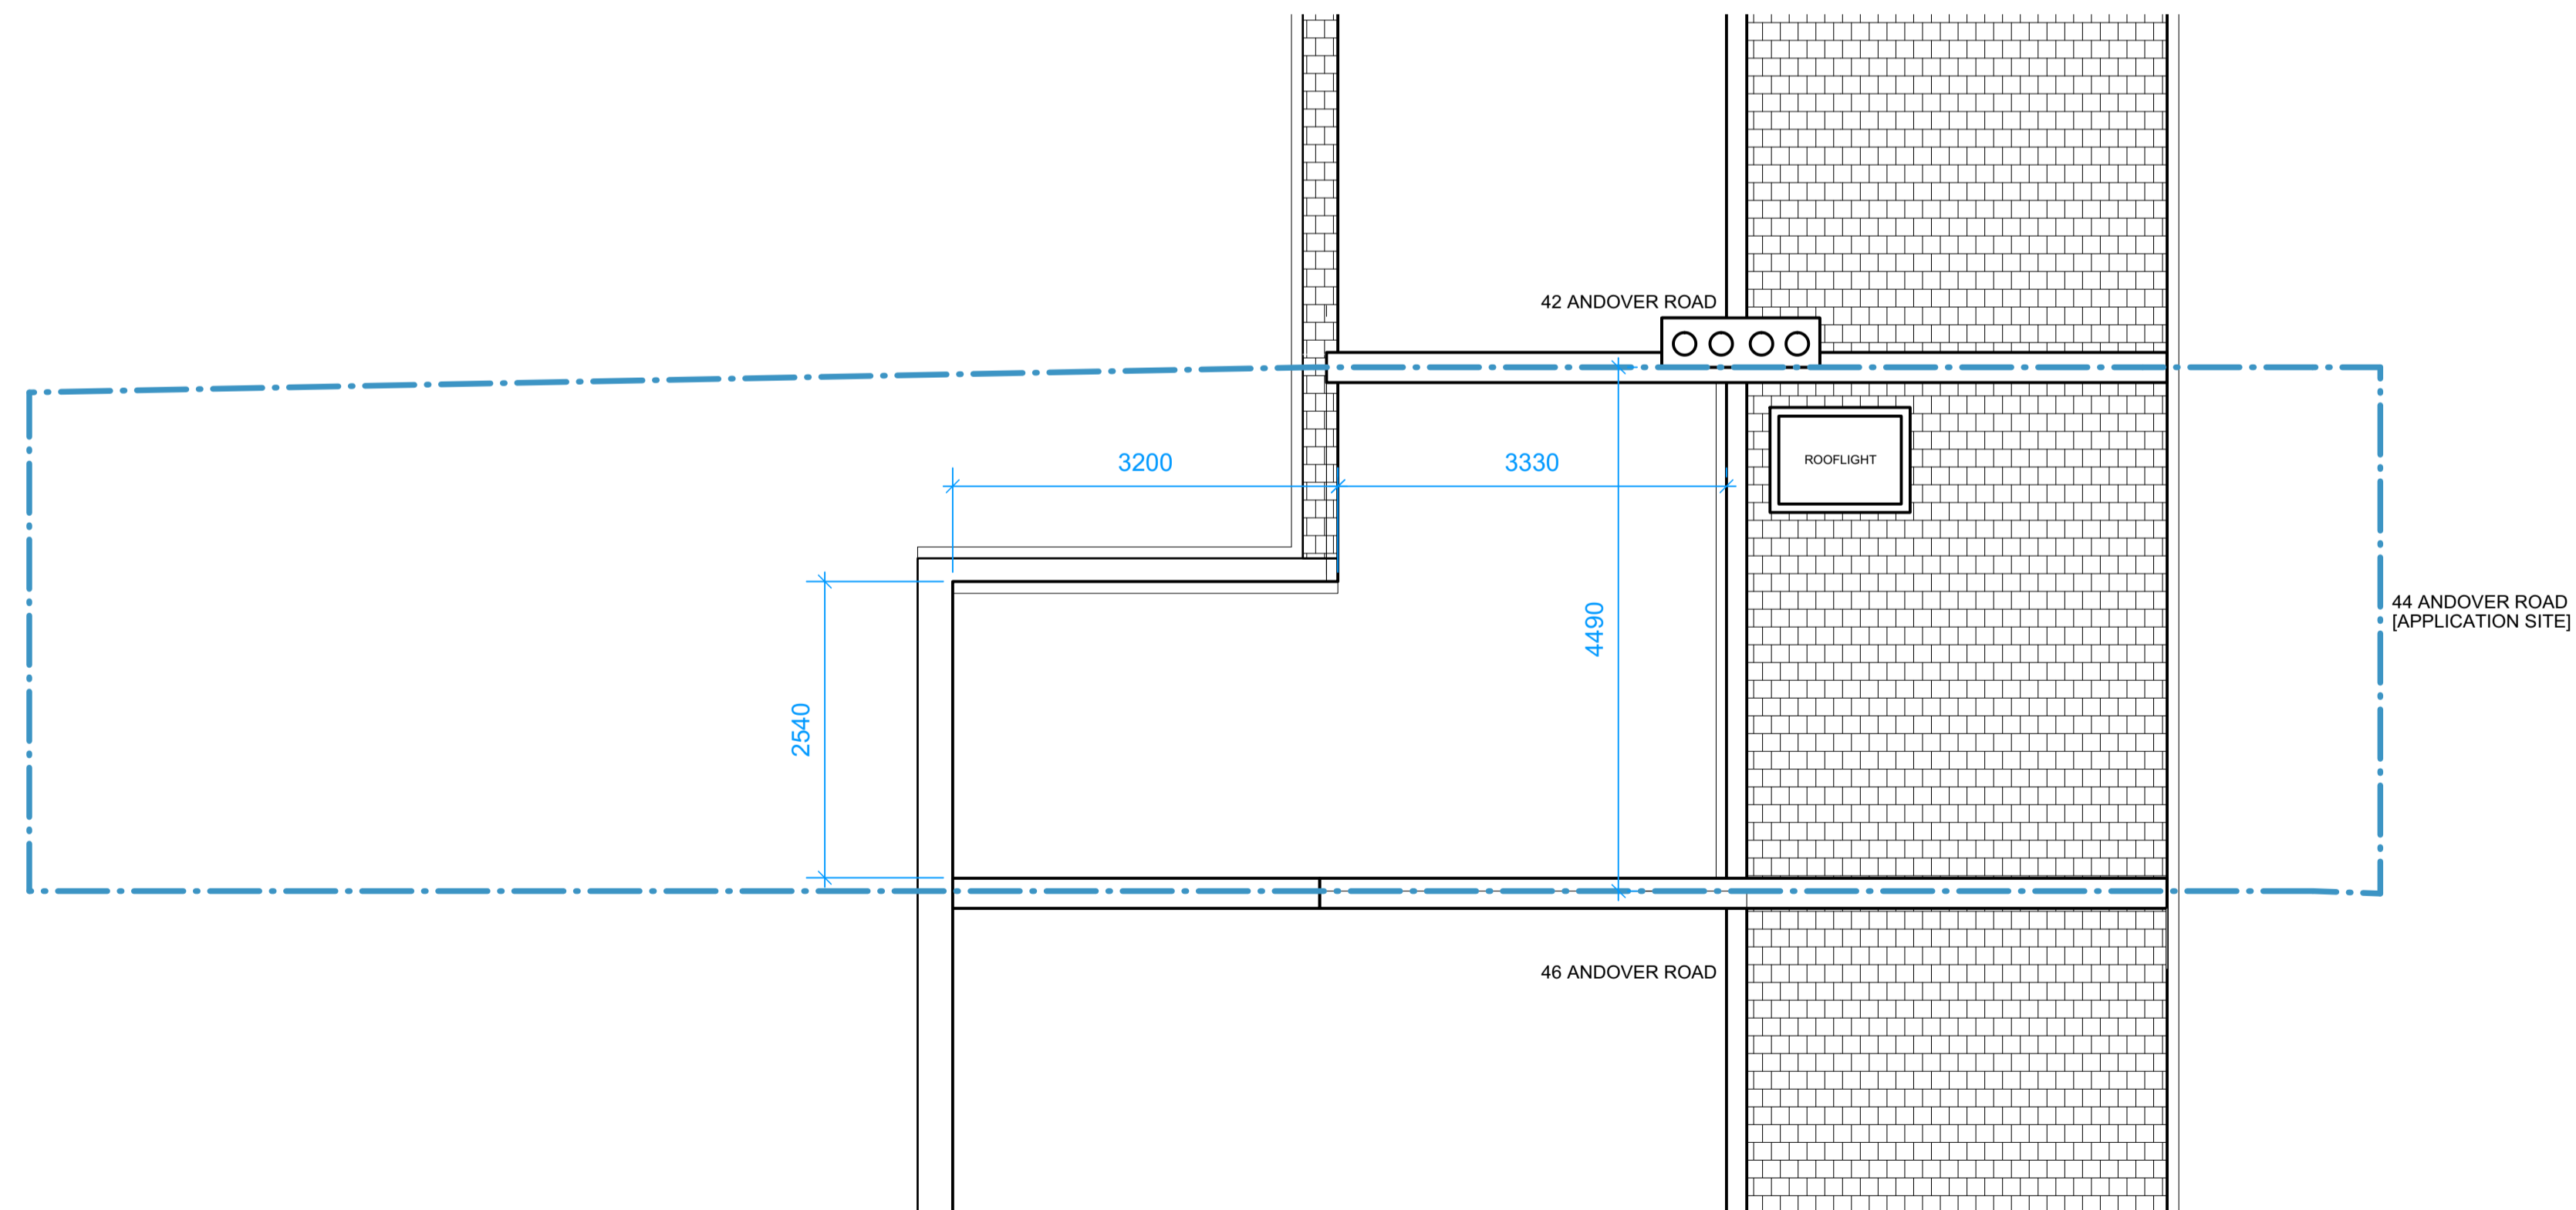 42 ANDOVER ROAD
3200
3330
ROOFLIGHT
44 ANDOVER ROAD
[APPLICATION SITE]
4490
2540
46 ANDOVER ROAD